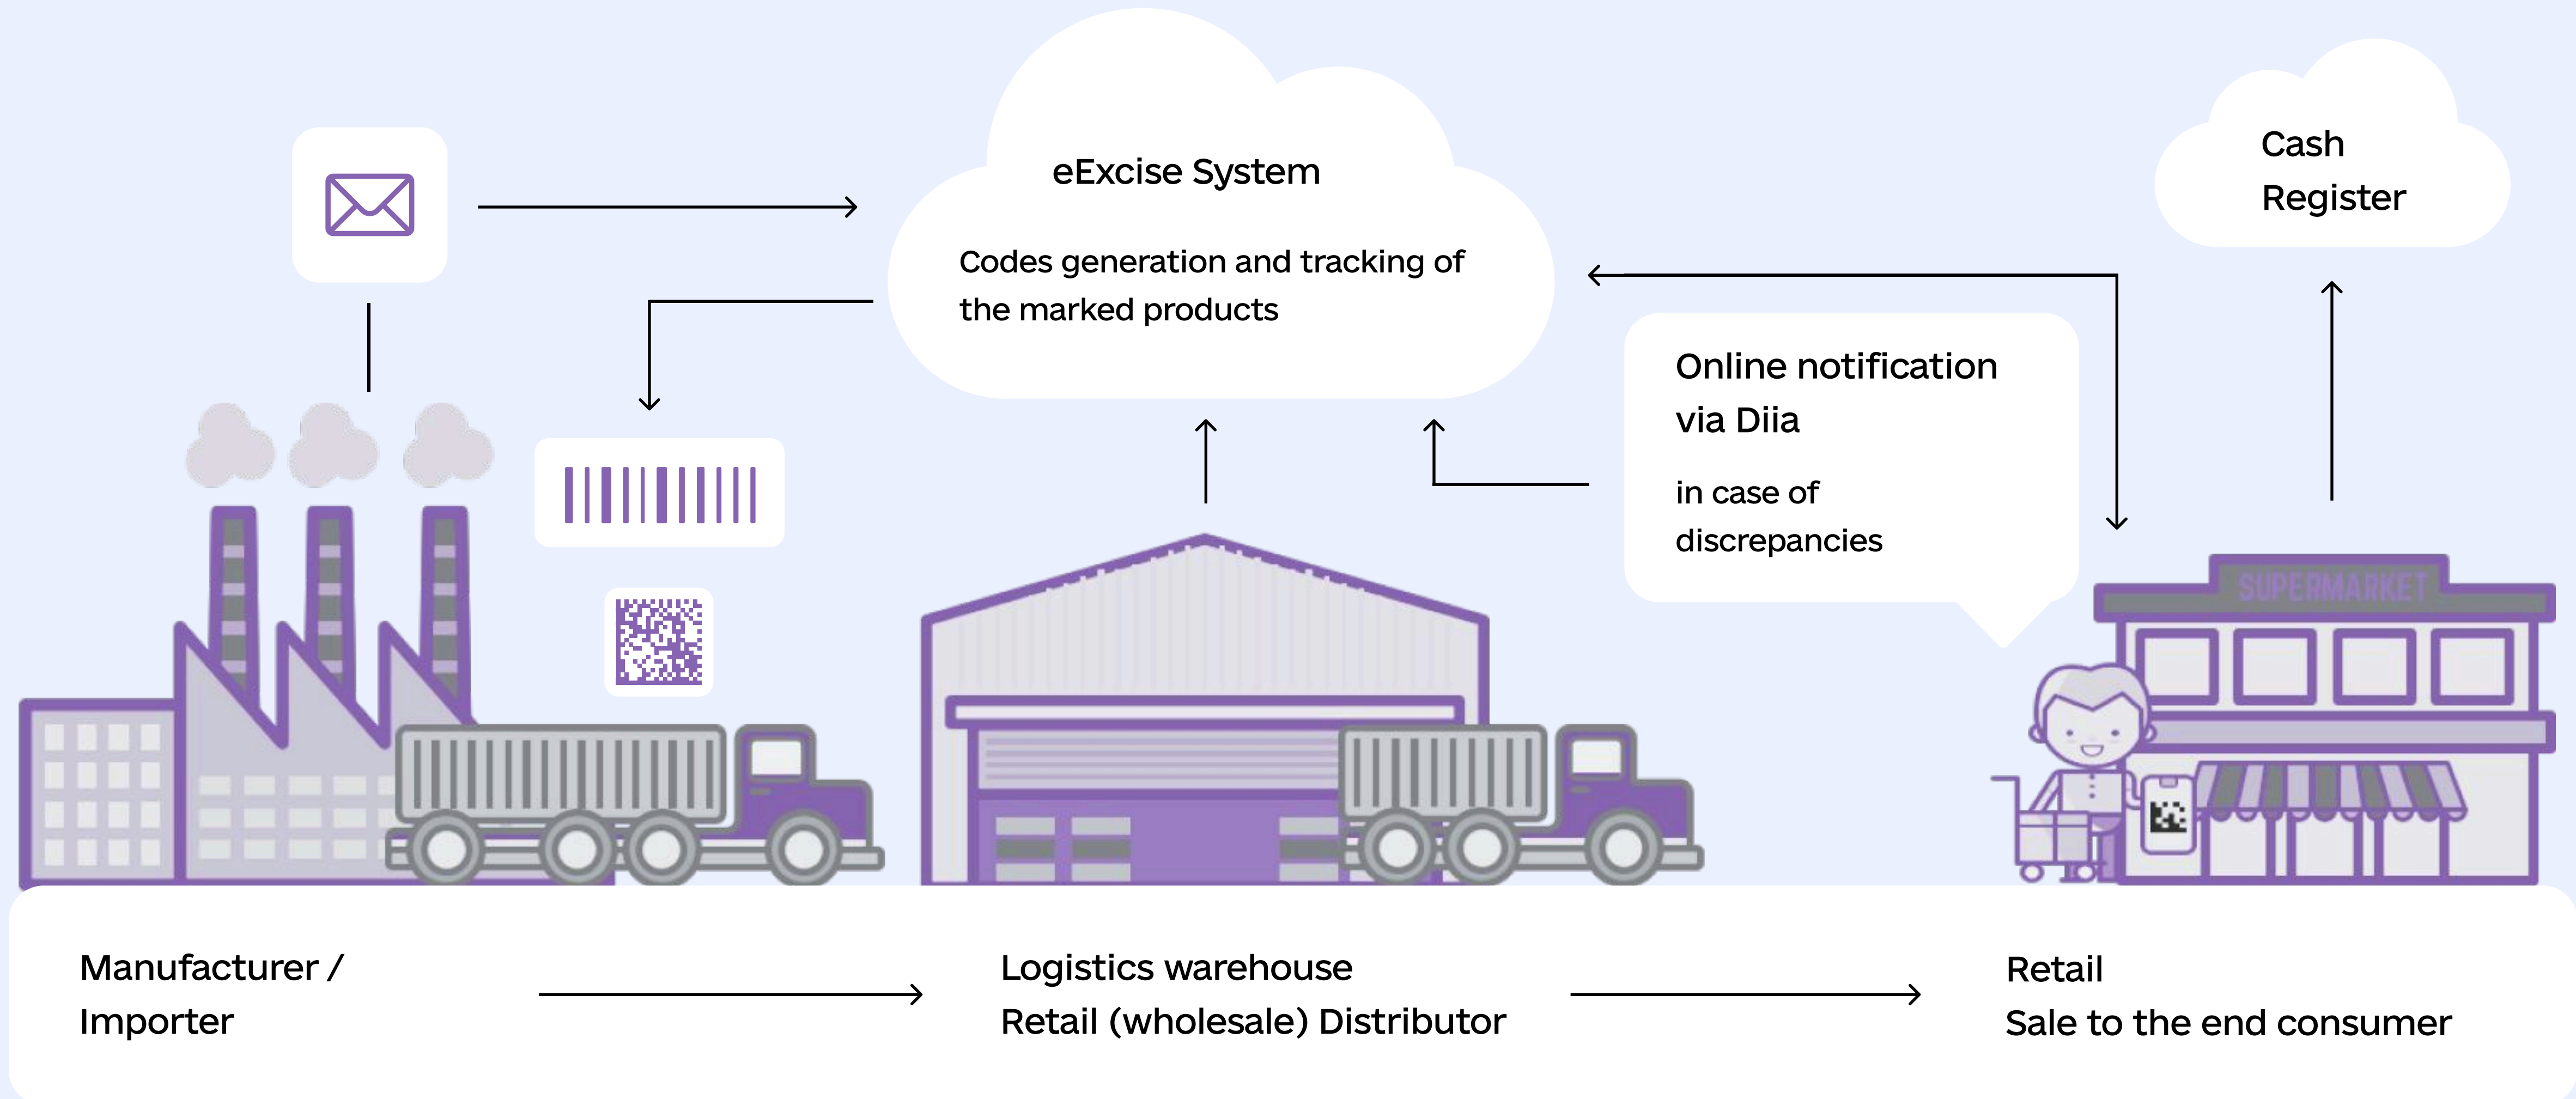 eExcise System
Codes generation and tracking of
the marked products
Cash
Register
Online notification
via Diia
in case of
discrepancies
SUPERMARKET
Manufacturer /
Importer
Logistics warehouse
Retail (wholesale) Distributor
Retail
Sale to the end consumer